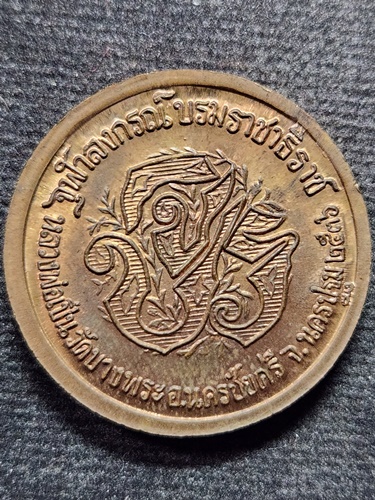 จุฬาลงกรณ์ บรมราชาธิราช
หลวงพ่อเปิ่น วัดบางพระ อ.นครชัยศรี จ.นครปฐม ๒๕๓๖